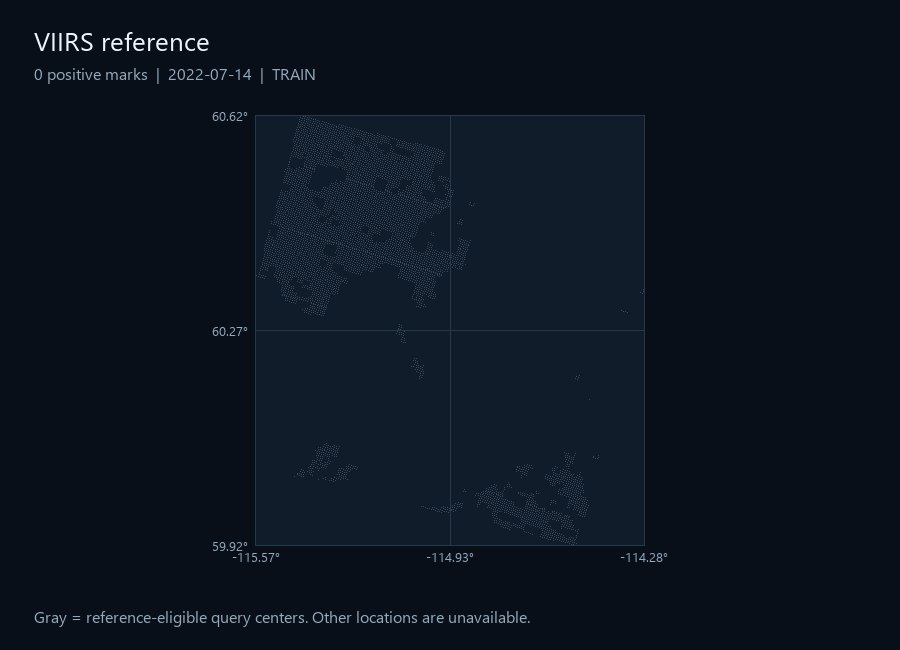 VIIRS reference
0 positive marks | 2022-07-14 | TRAIN
60.62°
60.27°
59.92°
-115.57°
-114.93°
-114.28°
Gray = reference-eligible query centers. Other locations are unavailable.